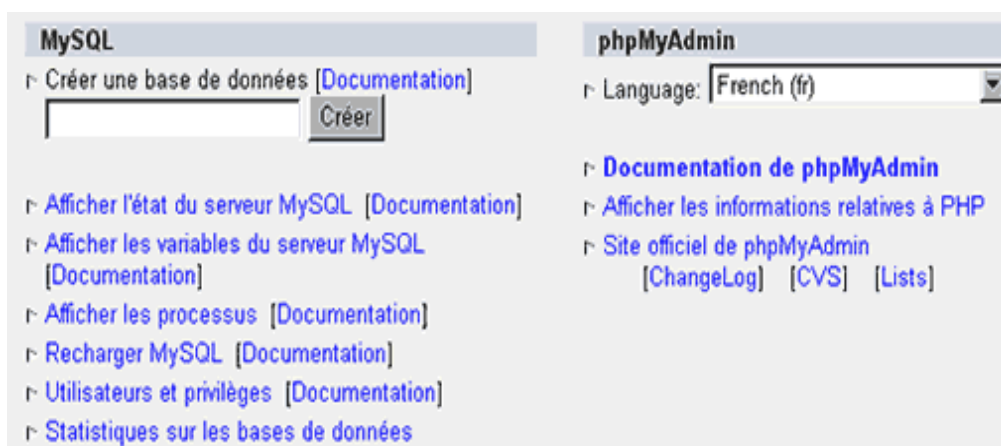 MySQL
Créer une base de données [Documentation]
Créer
Afficher l'état du serveur MySQL [Documentation]
Afficher les variables du serveur MySQL
[Documentation]
Afficher les processus [Documentation]
Recharger MySQL [Documentation]
Utilisateurs et privilèges [Documentation]
Statistiques sur les bases de données
phpMyAdmin
Language: French (fr)
Documentation de phpMyAdmin
Afficher les informations relatives à PHP
Site officiel de phpMyAdmin
[ChangeLog] [CVS] [Lists]